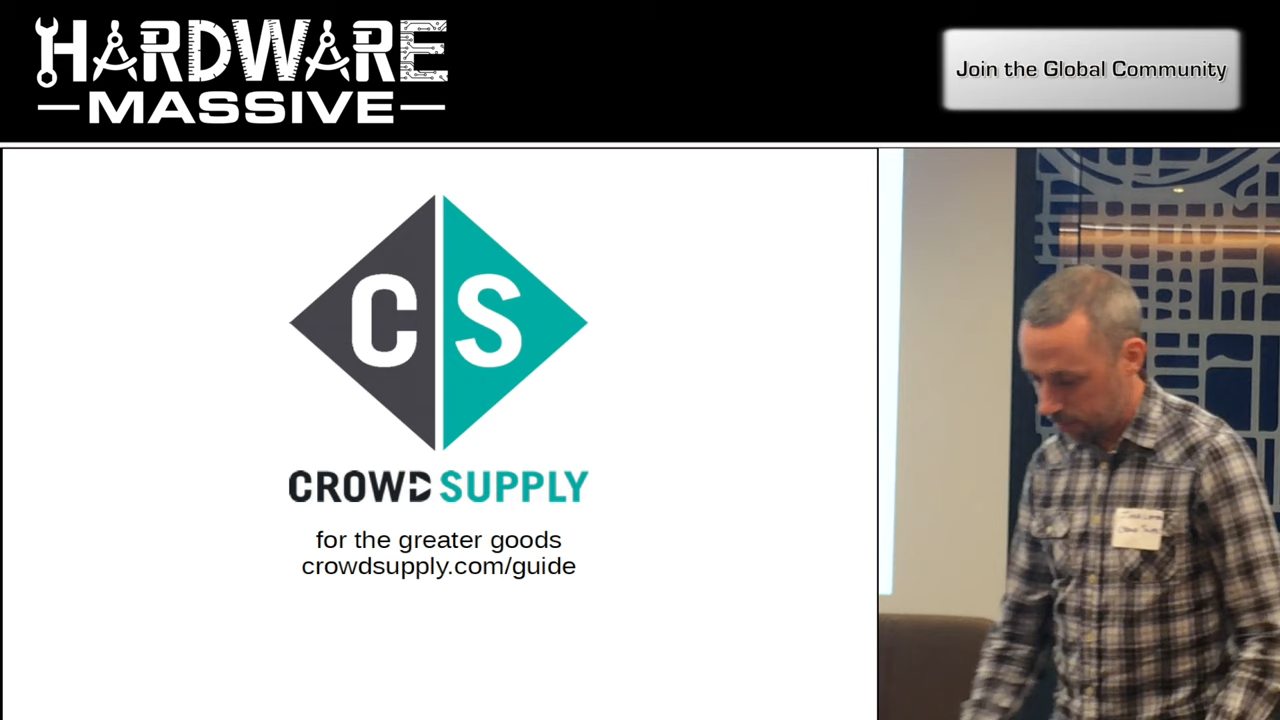 HARDWARE
MASSIVE
Join the Global Community
CS
CROWD SUPPLY
for the greater goods
crowdsupply.com/guide